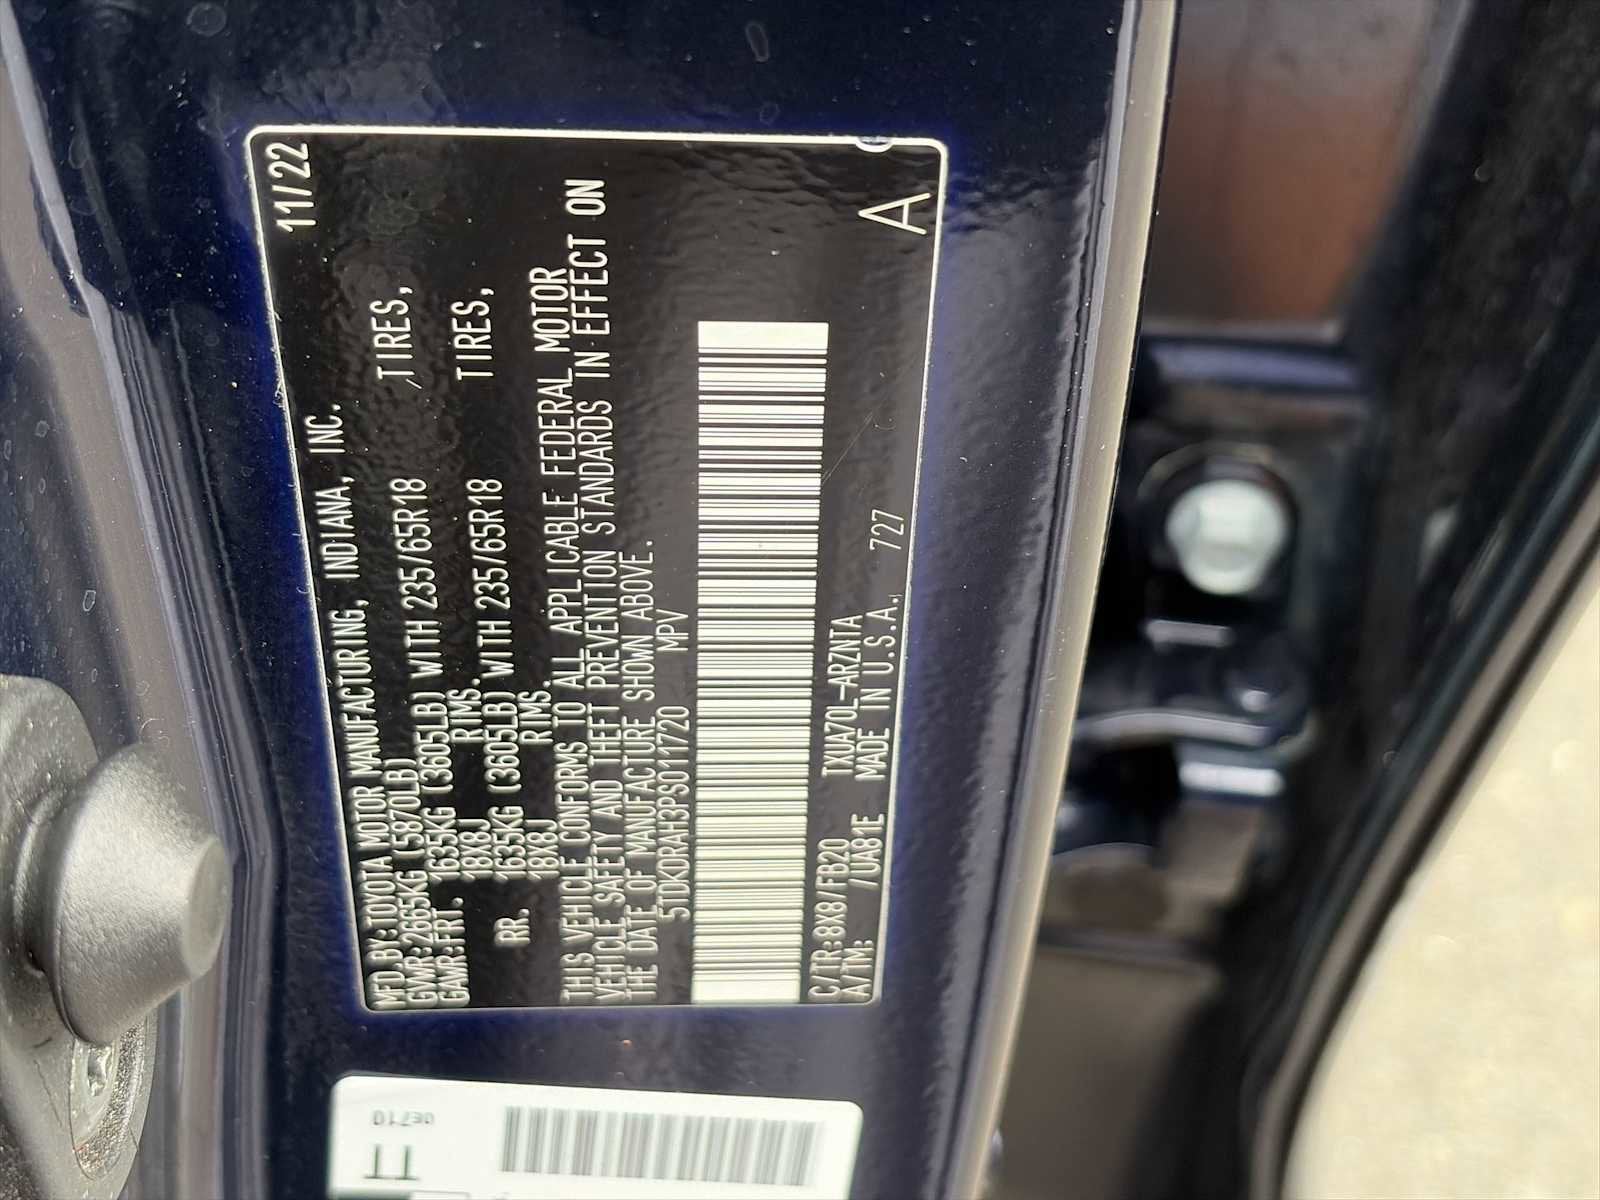 11/22
MFD.BY:TOYOTA MOTOR MANUFACTURING, INDIANA, INC.
GVWR:2665KG (5870LB)
GAWR:FRT. 1635KG (3605LB) WITH 235/65R18 TIRES,
18X8J RIMS.
RR. 1635KG (3605LB) WITH 235/65R18 TIRES,
18X8J RIMS.
THIS VEHICLE CONFORMS TO ALL APPLICABLE FEDERAL MOTOR
VEHICLE SAFETY AND THEFT PREVENTION STANDARDS IN EFFECT ON
THE DATE OF MANUFACTURE SHOWN ABOVE.
5TDKDRAH3PS011720 MPV
C/TR:8X8/FB20 TXUA70L-ARZNTA
A/TM: /UA81E MADE IN U.S.A. 727
A
0E710
TT